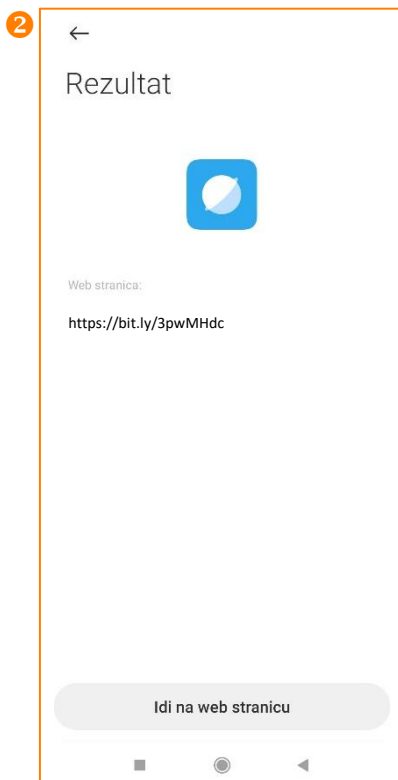 2
Rezultat
Web stranica:
https://bit.ly/3pwMHdc
Idi na web stranicu